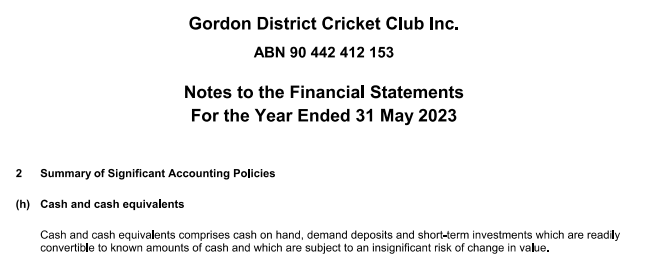 Gordon District Cricket Club Inc.
ABN 90 442 412 153
Notes to the Financial Statements
For the Year Ended 31 May 2023
2 Summary of Significant Accounting Policies
(h) Cash and cash equivalents
Cash and cash equivalents comprises cash on hand, demand deposits and short-term investments which are readily
convertible to known amounts of cash and which are subject to an insignificant risk of change in value.